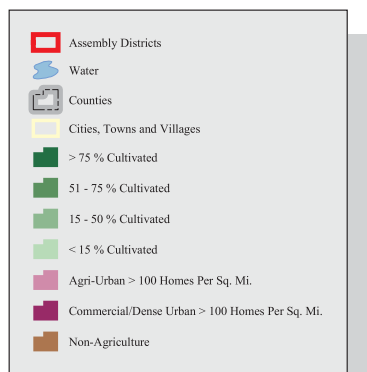 Assembly Districts
Water
Counties
Cities, Towns and Villages
> 75 % Cultivated
51 - 75 % Cultivated
15 - 50 % Cultivated
< 15 % Cultivated
Agri-Urban > 100 Homes Per Sq. Mi.
Commercial/Dense Urban > 100 Homes Per Sq. Mi.
Non-Agriculture